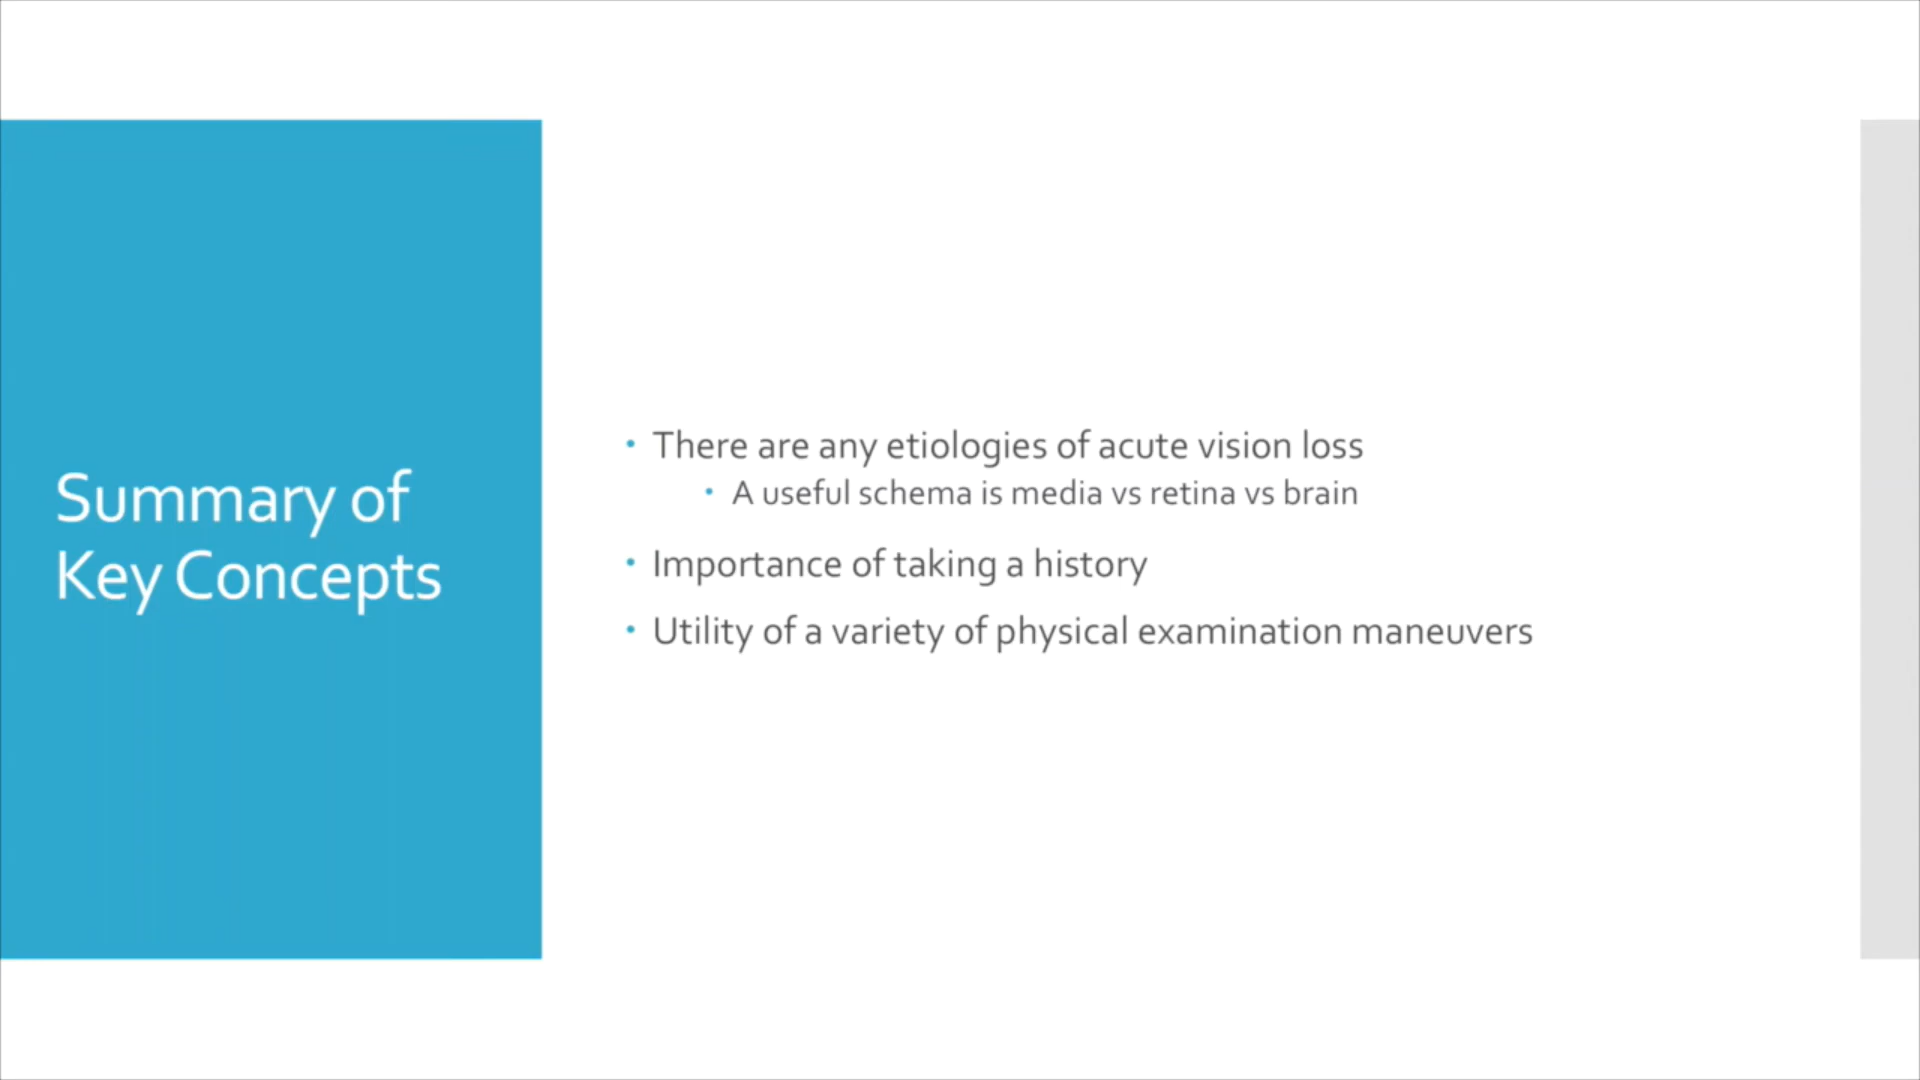 Summary of
Key Concepts
• There are any etiologies of acute vision loss
• A useful schema is media vs retina vs brain
• Importance of taking a history
• Utility of a variety of physical examination maneuvers